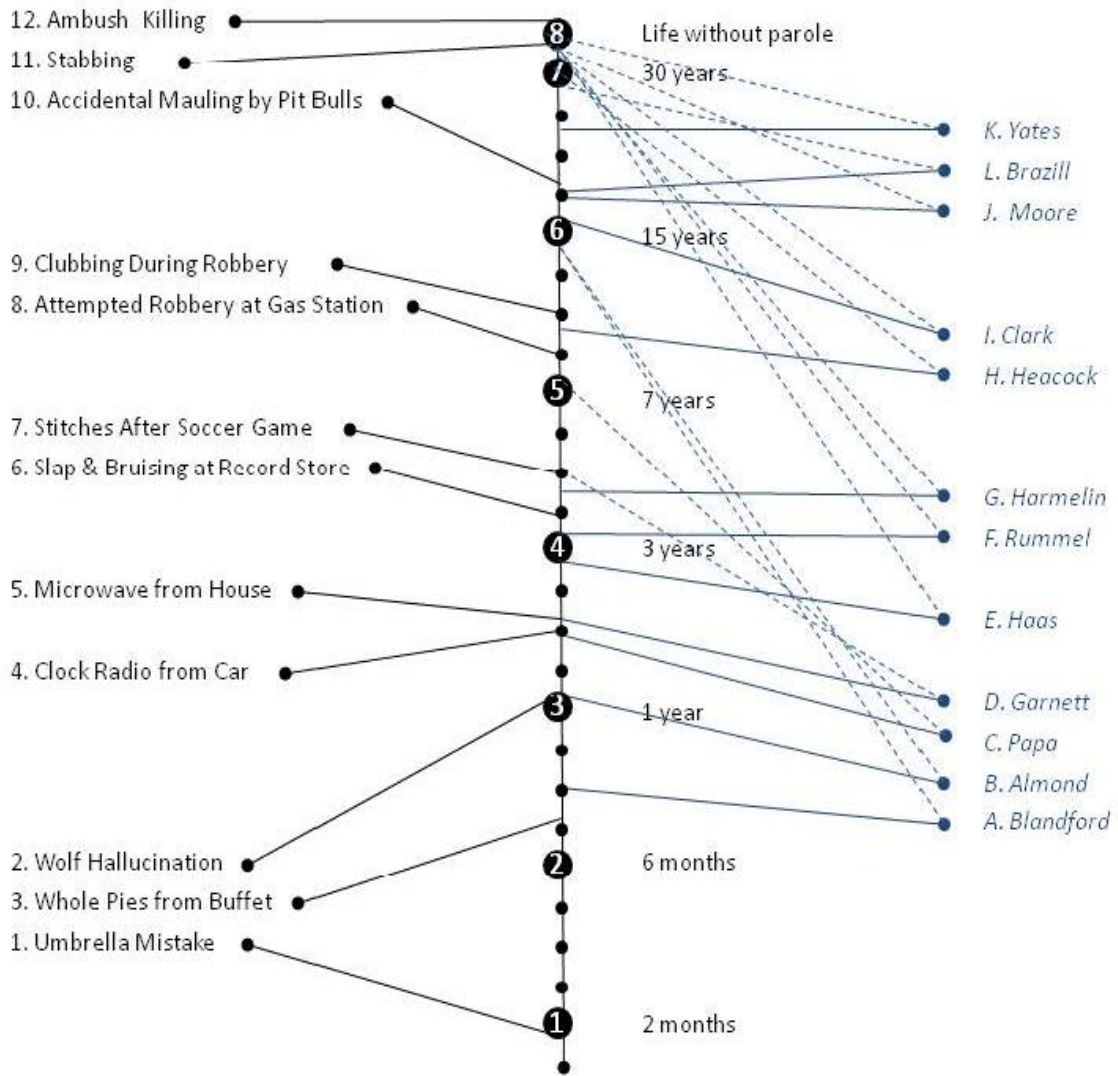 12. Ambush Killing
11. Stabbing
10. Accidental Mauling by Pit Bulls
9. Clubbing During Robbery
8. Attempted Robbery at Gas Station
7. Stitches After Soccer Game
6. Slap & Bruising at Record Store
5. Microwave from House
4. Clock Radio from Car
2. Wolf Hallucination
3. Whole Pies from Buffet
1. Umbrella Mistake
8 Life without parole
7 30 years
6 15 years
5 7 years
4 3 years
3 1 year
2 6 months
1 2 months
K. Yates
L. Brazill
J. Moore
I. Clark
H. Heacock
G. Harmelin
F. Rummel
E. Haas
D. Garnett
C. Papa
B. Almond
A. Blandford